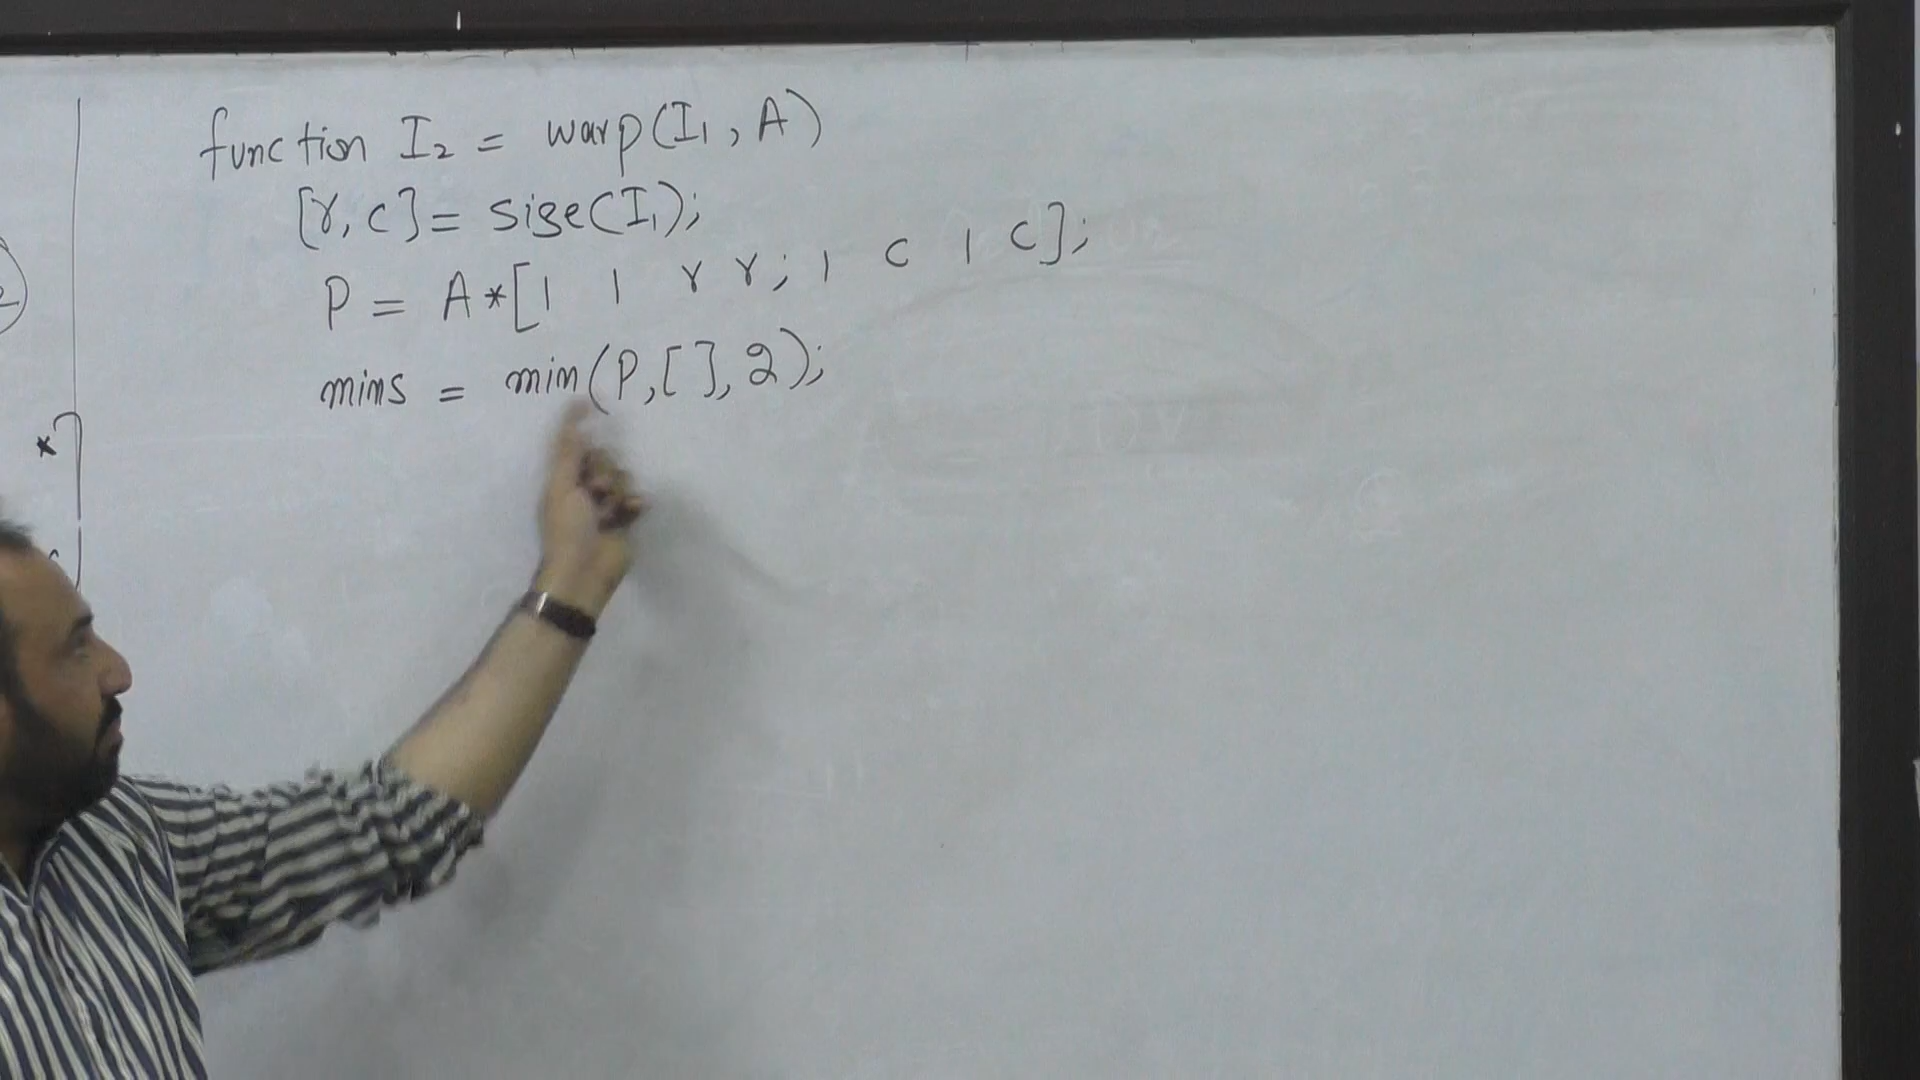 function I₂ = warp(I₁, A)
[r, c] = size(I₁);
P = A*[1 1 r r; 1 c 1 c];
mins = min(P, [], 2);
*